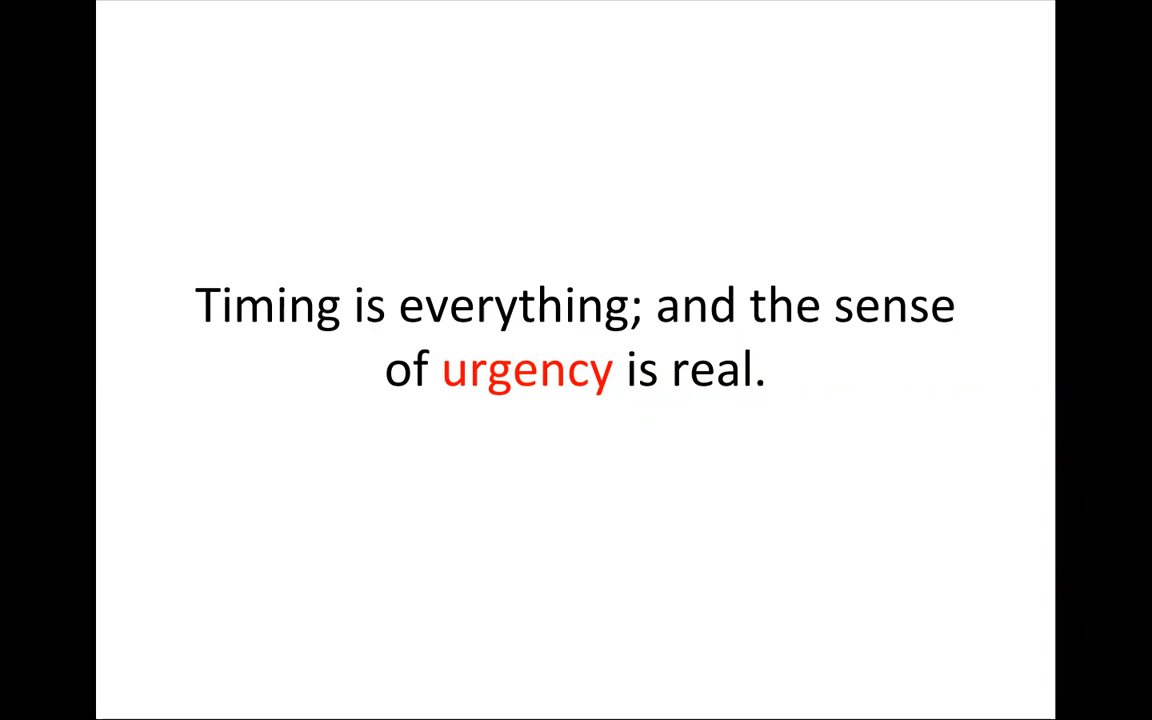 Timing is everything; and the sense
of urgency is real.